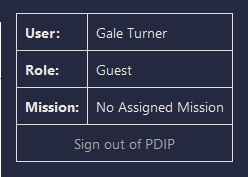 User: Gale Turner
Role: Guest
Mission: No Assigned Mission
Sign out of PDIP